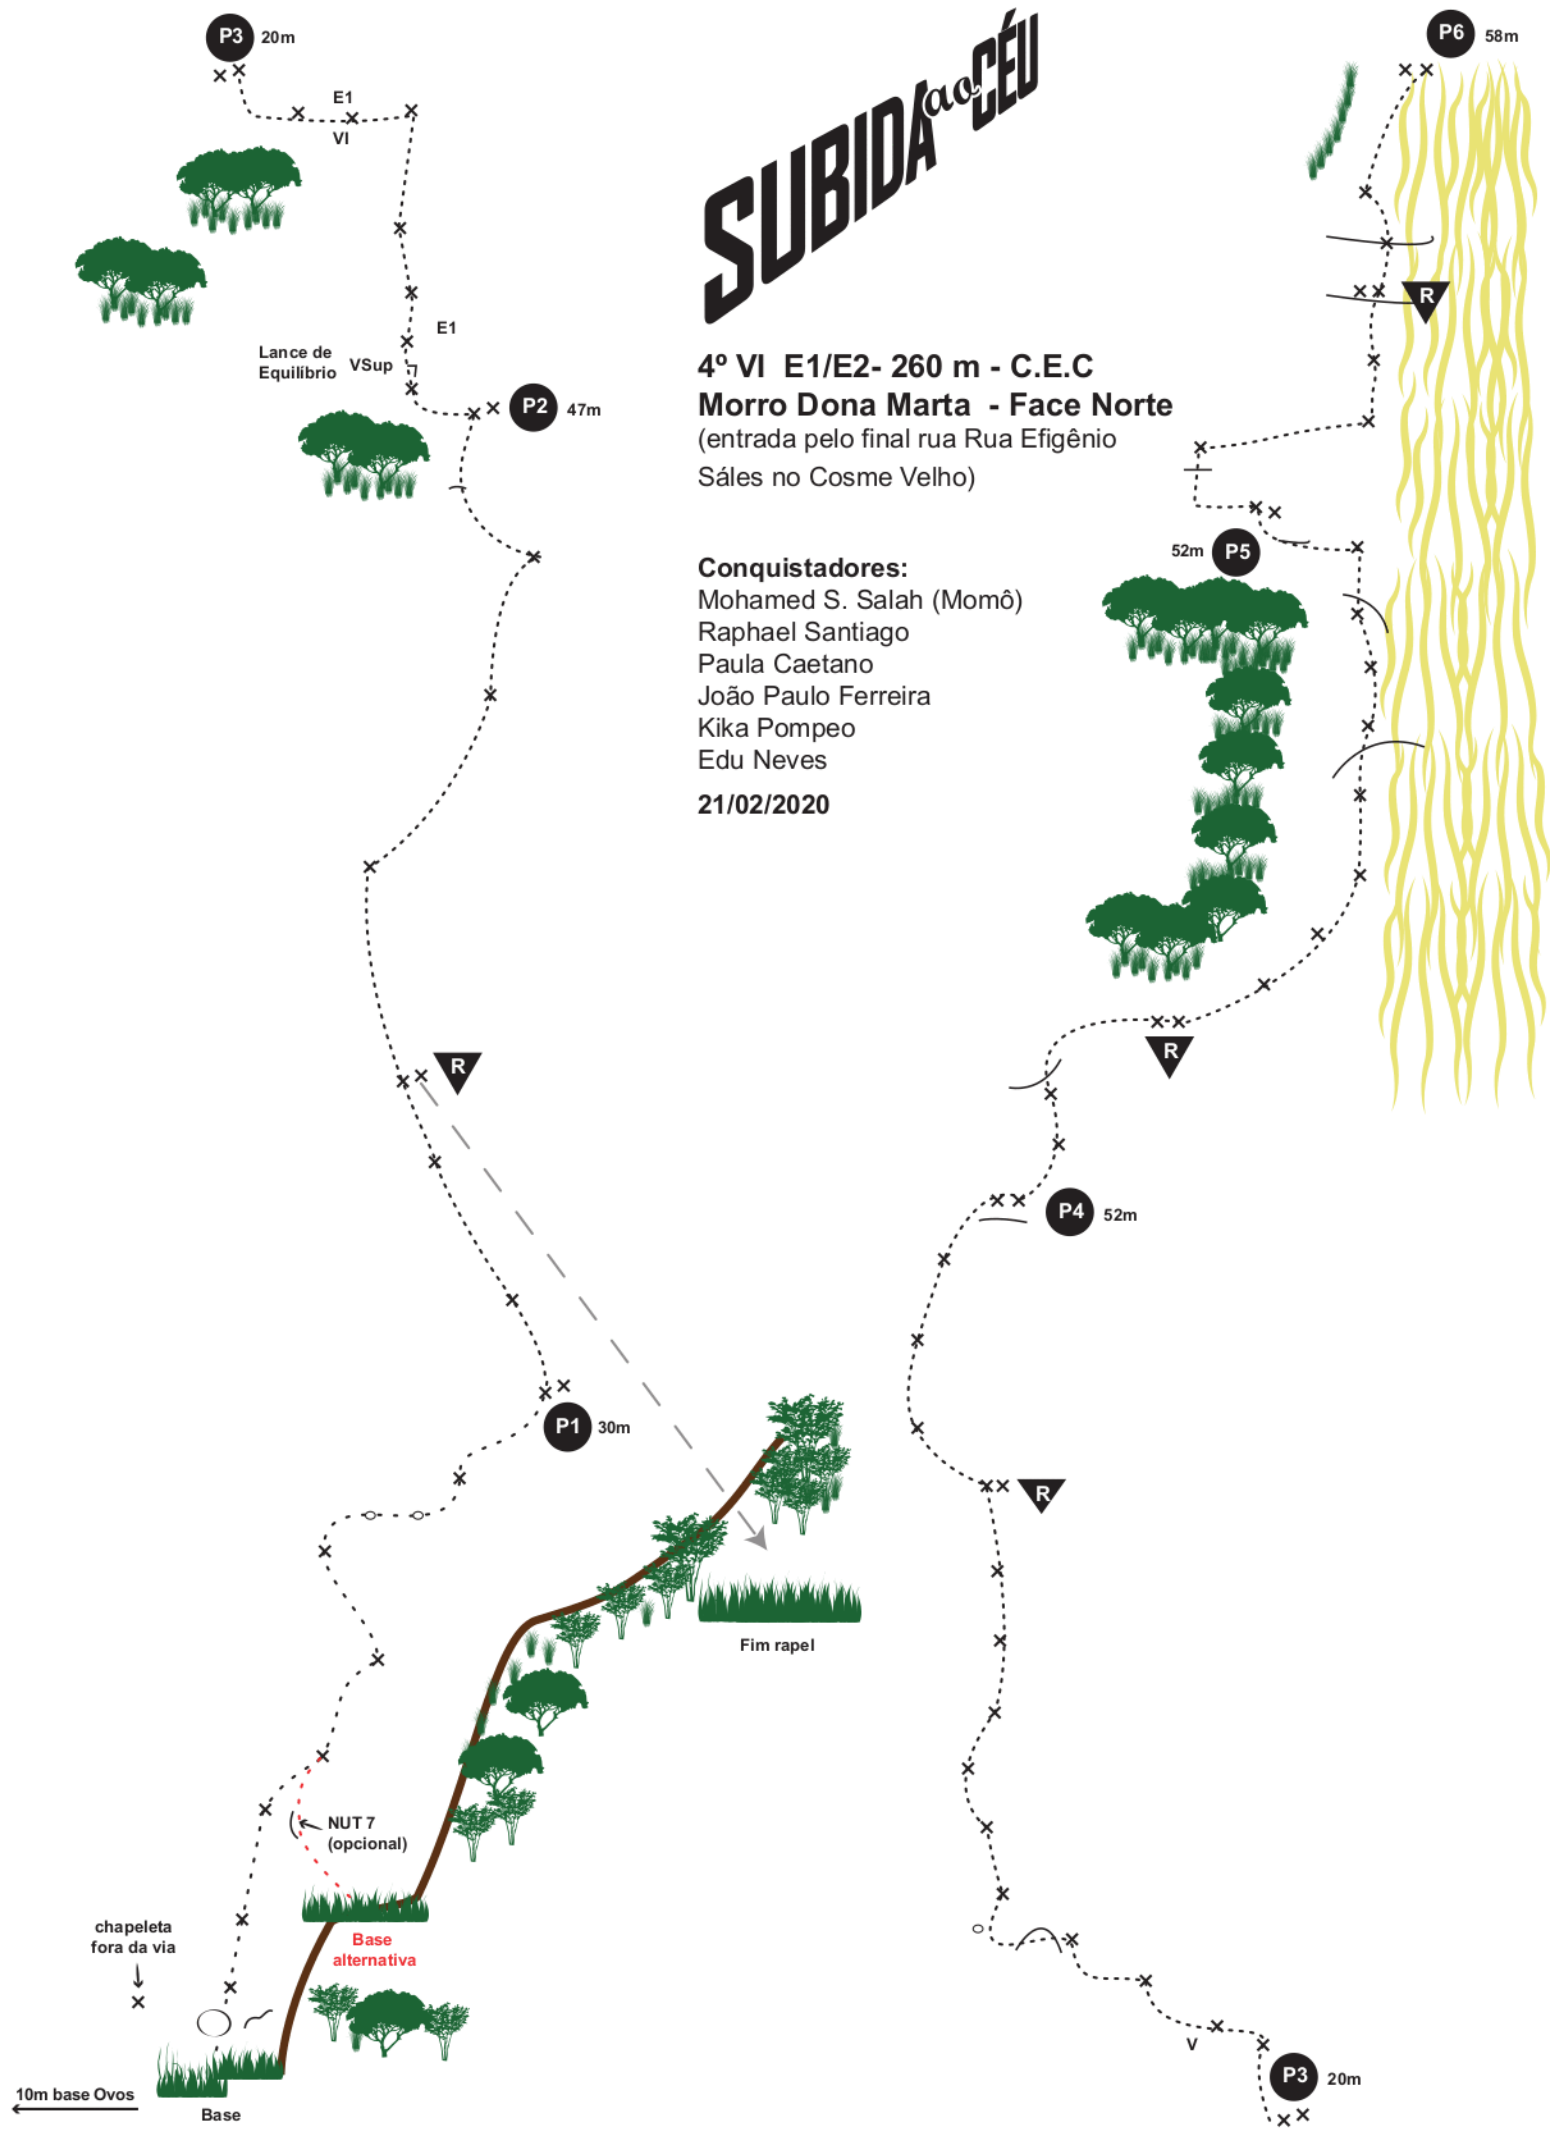 SUBIDA ao CÉU
4º VI E1/E2- 260 m - C.E.C
Morro Dona Marta - Face Norte
(entrada pelo final rua Rua Efigênio
Sáles no Cosme Velho)
Conquistadores:
Mohamed S. Salah (Momô)
Raphael Santiago
Paula Caetano
João Paulo Ferreira
Kika Pompeo
Edu Neves
21/02/2020
P3 20m
E1
VI
E1
Lance de
Equilíbrio
VSup
P2 47m
R
P1 30m
Fim rapel
NUT 7
(opcional)
Base
alternativa
chapeleta
fora da via
10m base Ovos
Base
P6 58m
R
52m P5
R
P4 52m
R
V
P3 20m